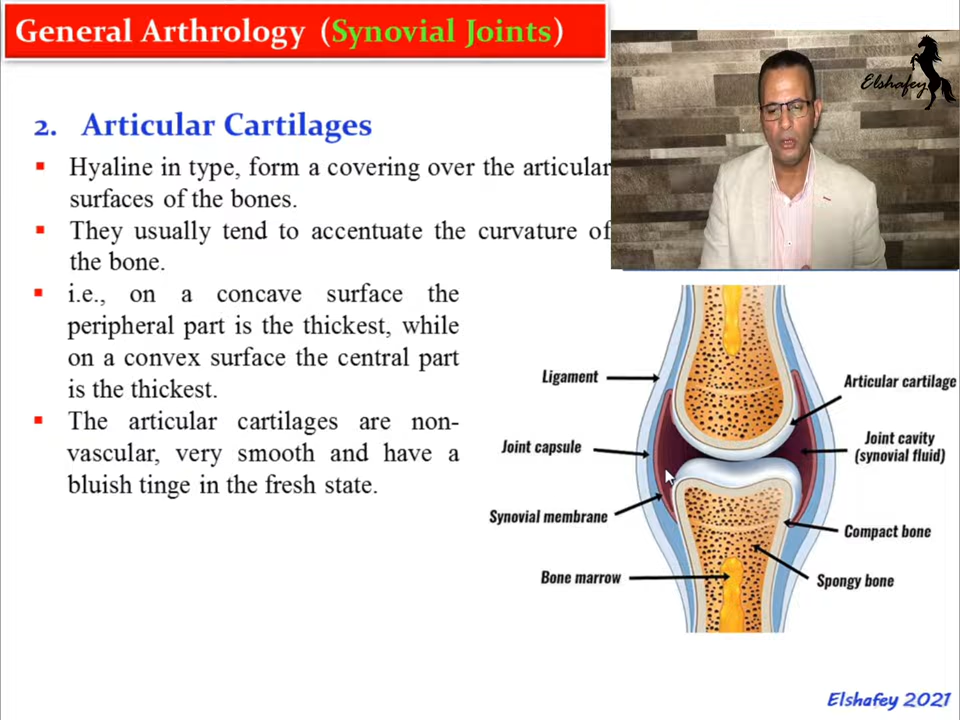 General Arthrology (Synovial Joints)
Elshafey
2. Articular Cartilages
▪ Hyaline in type, form a covering over the articular
surfaces of the bones.
▪ They usually tend to accentuate the curvature of
the bone.
▪ i.e., on a concave surface the
peripheral part is the thickest, while
on a convex surface the central part
is the thickest.
▪ The articular cartilages are non-
vascular, very smooth and have a
bluish tinge in the fresh state.
Ligament
Articular cartilage
Joint capsule
Joint cavity
(synovial fluid)
Synovial membrane
Compact bone
Bone marrow
Spongy bone
Elshafey 2021